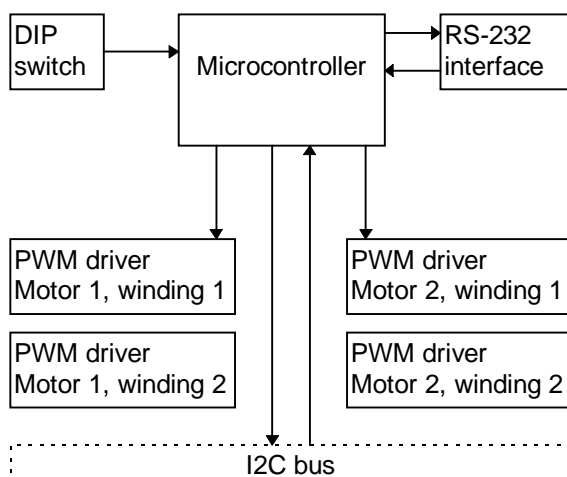 DIP
switch
Microcontroller
RS-232
interface
PWM driver
Motor 1, winding 1
PWM driver
Motor 2, winding 1
PWM driver
Motor 1, winding 2
PWM driver
Motor 2, winding 2
I2C bus